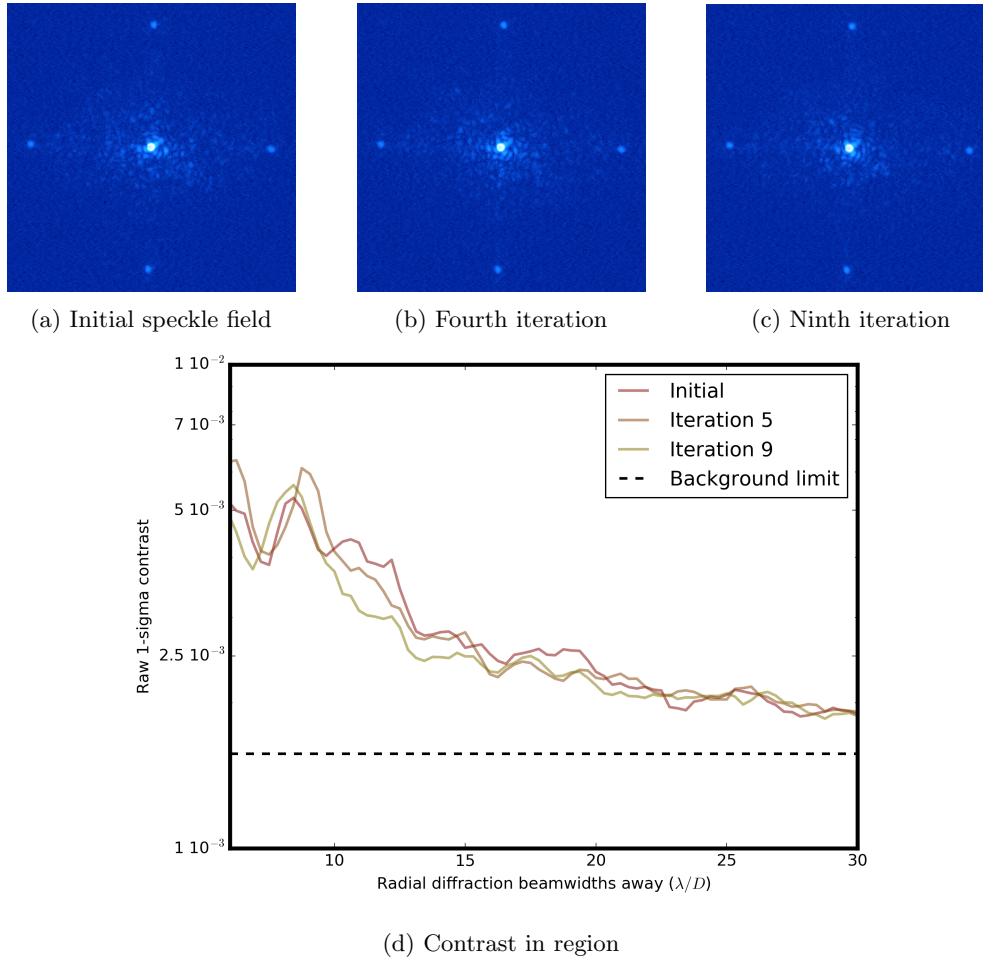 (a) Initial speckle field
(b) Fourth iteration
(c) Ninth iteration
1 10⁻²
7 10⁻³
5 10⁻³
2.5 10⁻³
1 10⁻³
Raw 1-sigma contrast
Initial
Iteration 5
Iteration 9
Background limit
10 15 20 25 30
Radial diffraction beamwidths away (λ/D)
(d) Contrast in region